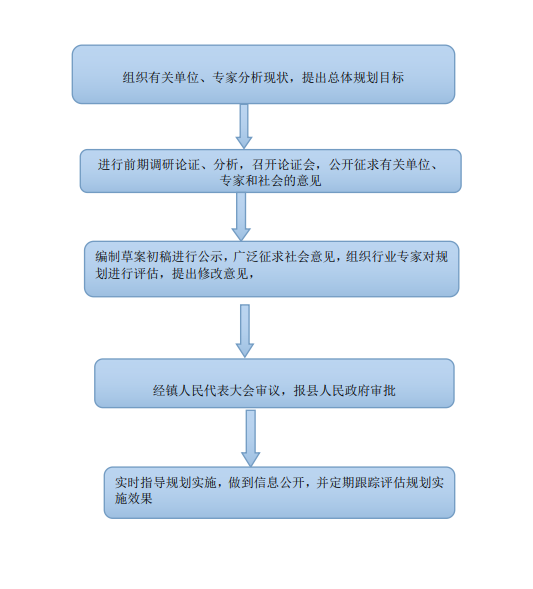 组织有关单位、专家分析现状，提出总体规划目标
进行前期调研论证、分析，召开论证会，公开征求有关单位、
专家和社会的意见
编制草案初稿进行公示，广泛征求社会意见，组织行业专家对规
划进行评估，提出修改意见，
经镇人民代表大会审议，报县人民政府审批
实时指导规划实施，做到信息公开，并定期跟踪评估规划实
施效果